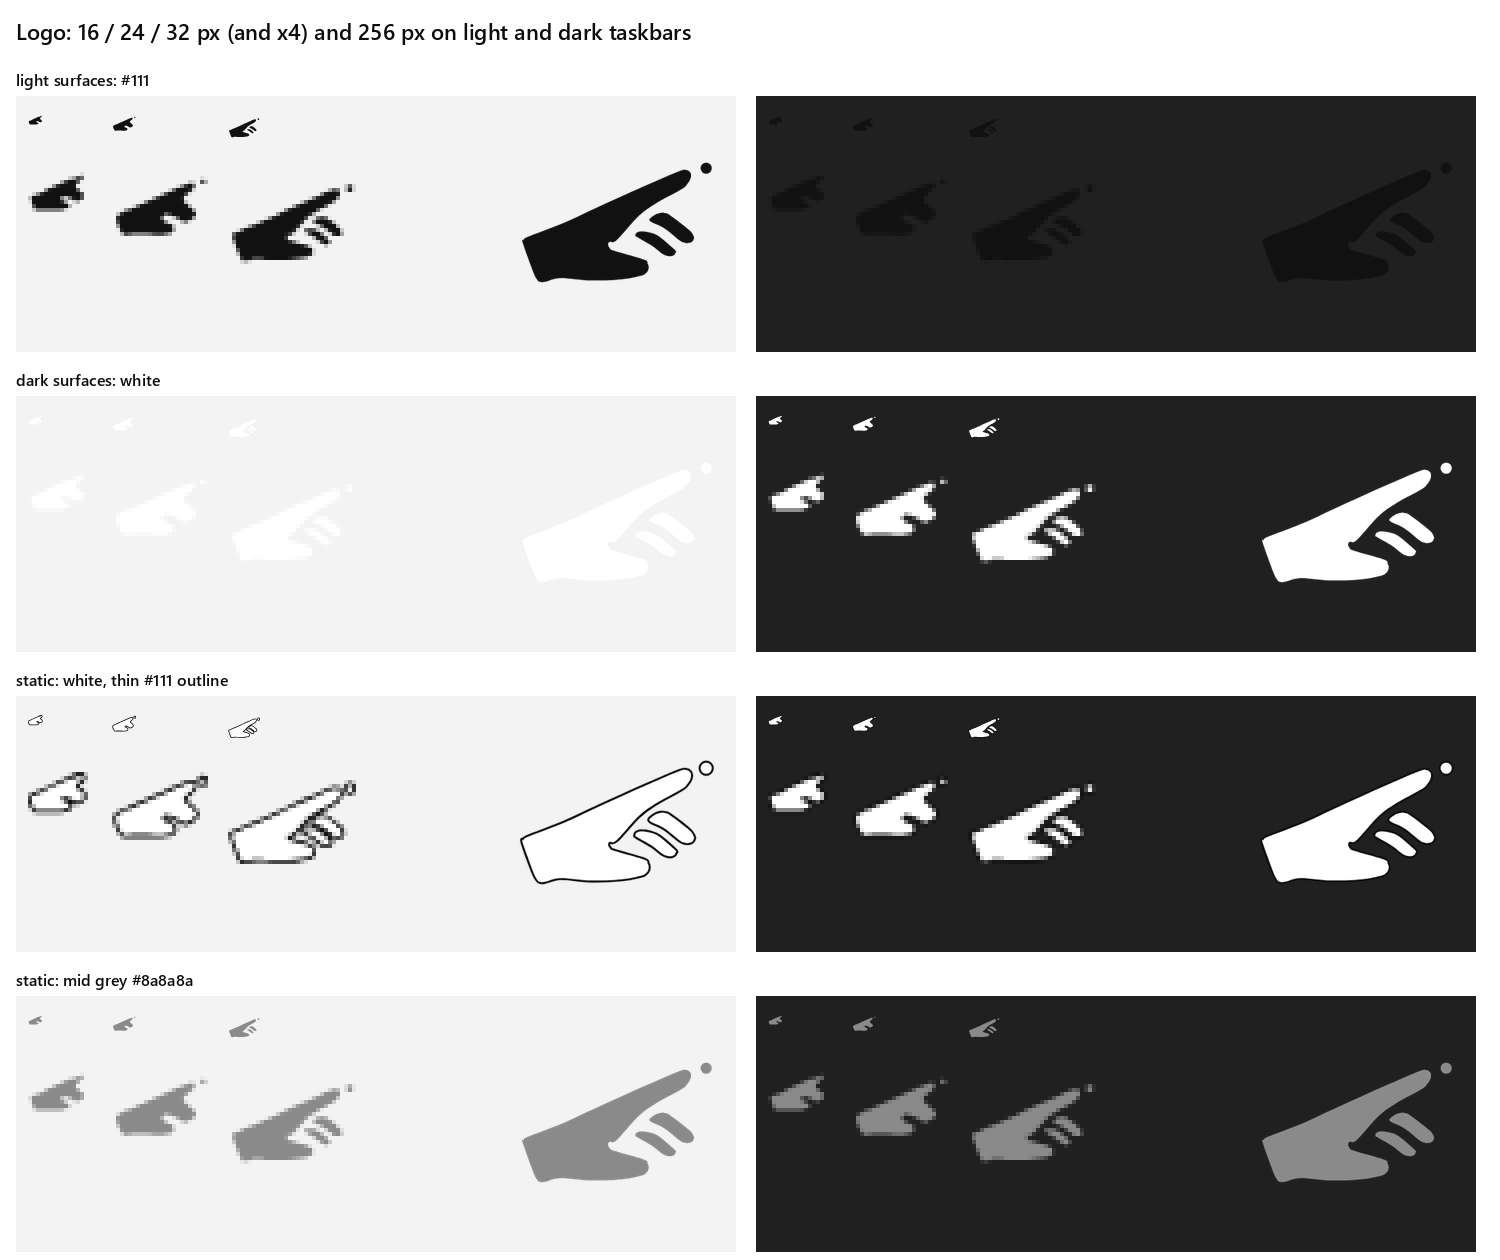 Logo: 16 / 24 / 32 px (and x4) and 256 px on light and dark taskbars
light surfaces: #111
dark surfaces: white
static: white, thin #111 outline
static: mid grey #8a8a8a